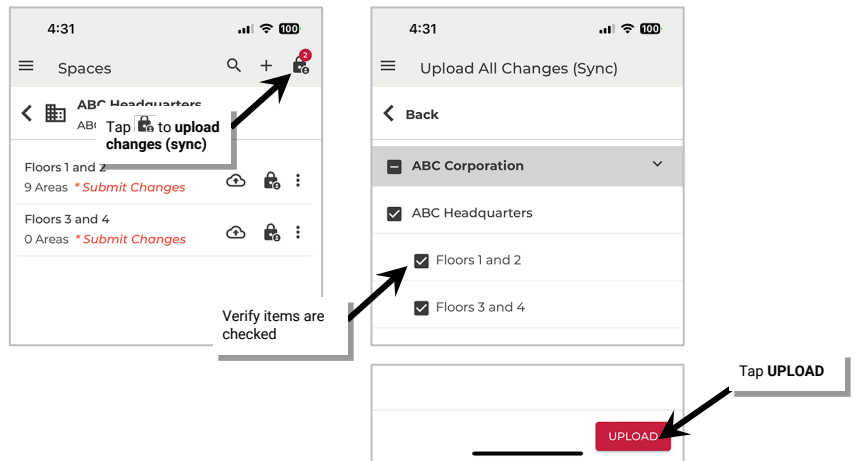 4:31
100
Spaces
2
ABC Headquarters
ABC
Tap to upload
changes (sync)
Floors 1 and 2
9 Areas * Submit Changes
Floors 3 and 4
0 Areas * Submit Changes
Verify items are
checked
4:31
100
Upload All Changes (Sync)
Back
ABC Corporation
ABC Headquarters
Floors 1 and 2
Floors 3 and 4
UPLOAD
Tap UPLOAD